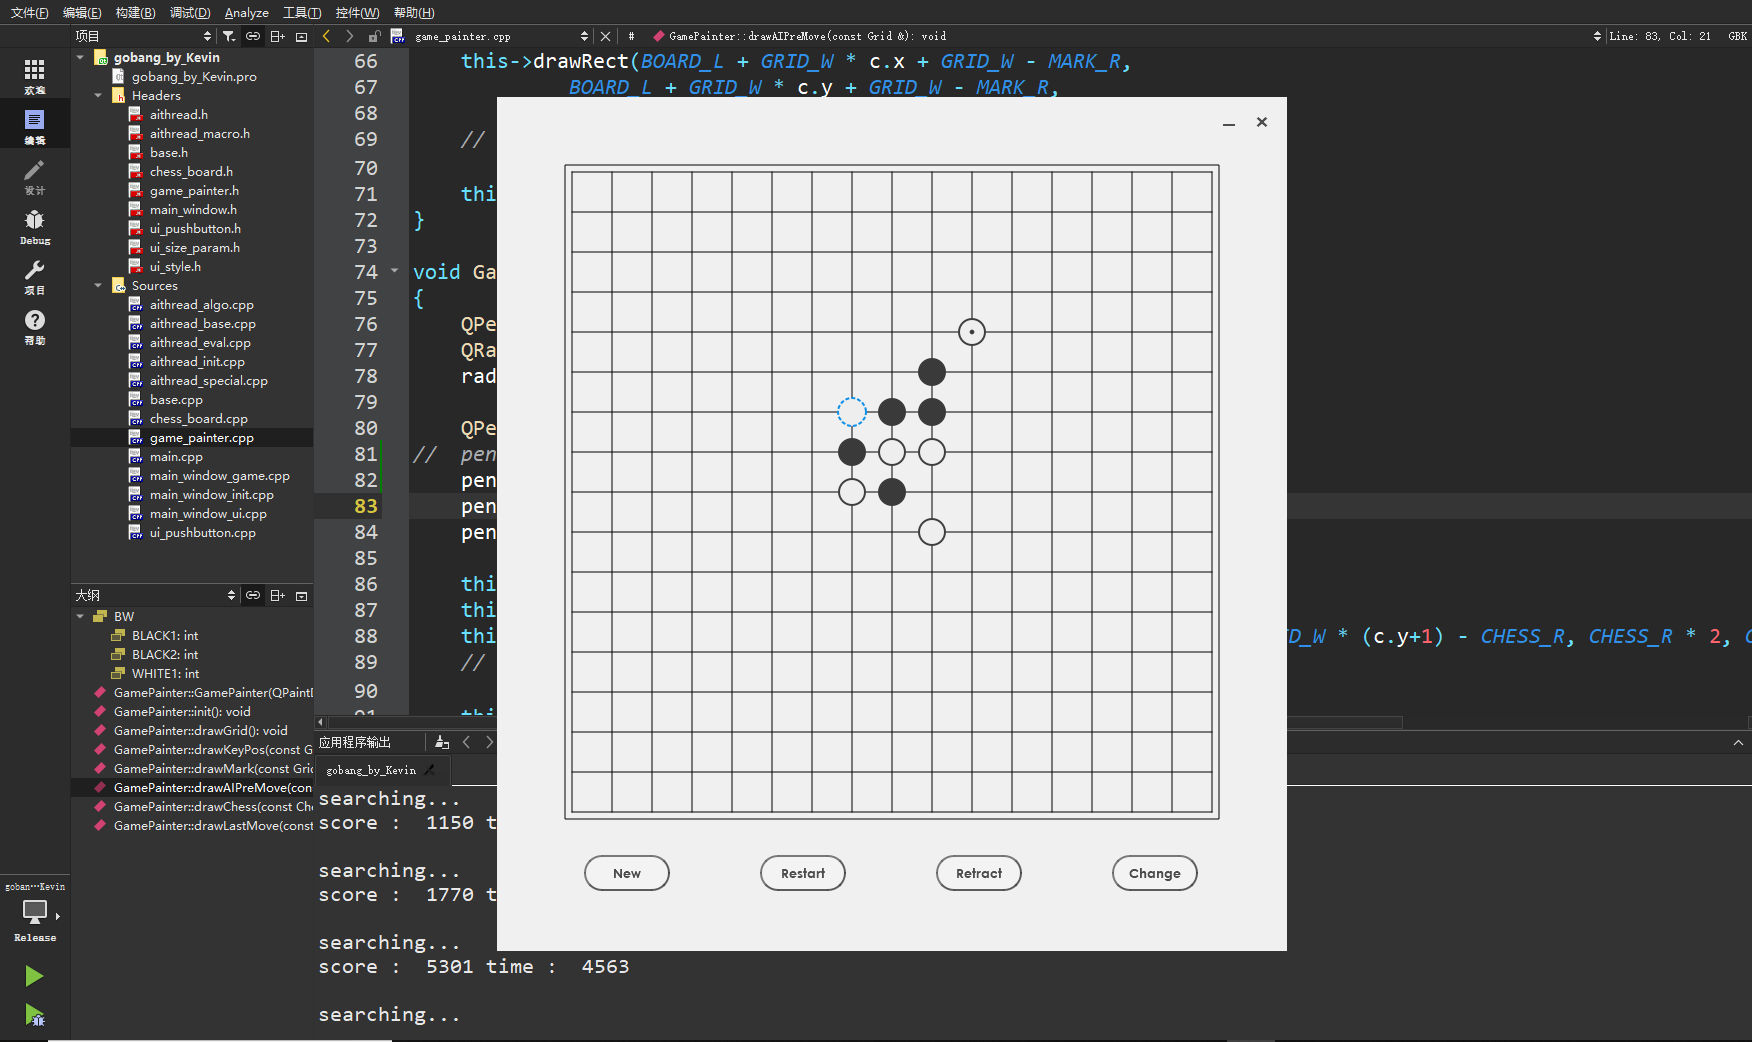 文件(F) 编辑(E) 构建(B) 调试(D) Analyze 工具(T) 控件(W) 帮助(H)
项目
game_painter.cpp
#
GamePainter::drawAIPreMove(const Grid &): void
Line: 83, Col: 21
GBK
欢迎
编辑
设计
Debug
项目
帮助
gobang_by_Kevin
gobang_by_Kevin.pro
Headers
aithread.h
aithread_macro.h
base.h
chess_board.h
game_painter.h
main_window.h
ui_pushbutton.h
ui_size_param.h
ui_style.h
Sources
aithread_algo.cpp
aithread_base.cpp
aithread_eval.cpp
aithread_init.cpp
aithread_special.cpp
base.cpp
chess_board.cpp
game_painter.cpp
main.cpp
main_window_game.cpp
main_window_init.cpp
main_window_ui.cpp
ui_pushbutton.cpp
大纲
BW
BLACK1: int
BLACK2: int
WHITE1: int
GamePainter::GamePainter(QPaintD
GamePainter::init(): void
GamePainter::drawGrid(): void
GamePainter::drawKeyPos(const G
GamePainter::drawMark(const Gric
GamePainter::drawAIPreMove(con
GamePainter::drawChess(const Che
GamePainter::drawLastMove(const
66 this->drawRect(BOARD_L + GRID_W * c.x + GRID_W - MARK_R,
67 BOARD_L + GRID_W * c.y + GRID_W - MARK_R,
68
69 //
70
71 thi
72 }
73
74 void Ga
75 {
76 QPe
77 QRa
78 rad
79
80 QPe
81 // pen
82 pen
83 pen
84 pen
85
86 thi
87 thi
88 thi ID_W * (c.y+1) - CHESS_R, CHESS_R * 2, C
89 //
90
91 thi
New
Restart
Retract
Change
应用程序输出
gobang_by_Kevin
searching...
score : 1150 t
searching...
score : 1770 t
searching...
score : 5301 time : 4563
searching...
goban···Kevin
Release